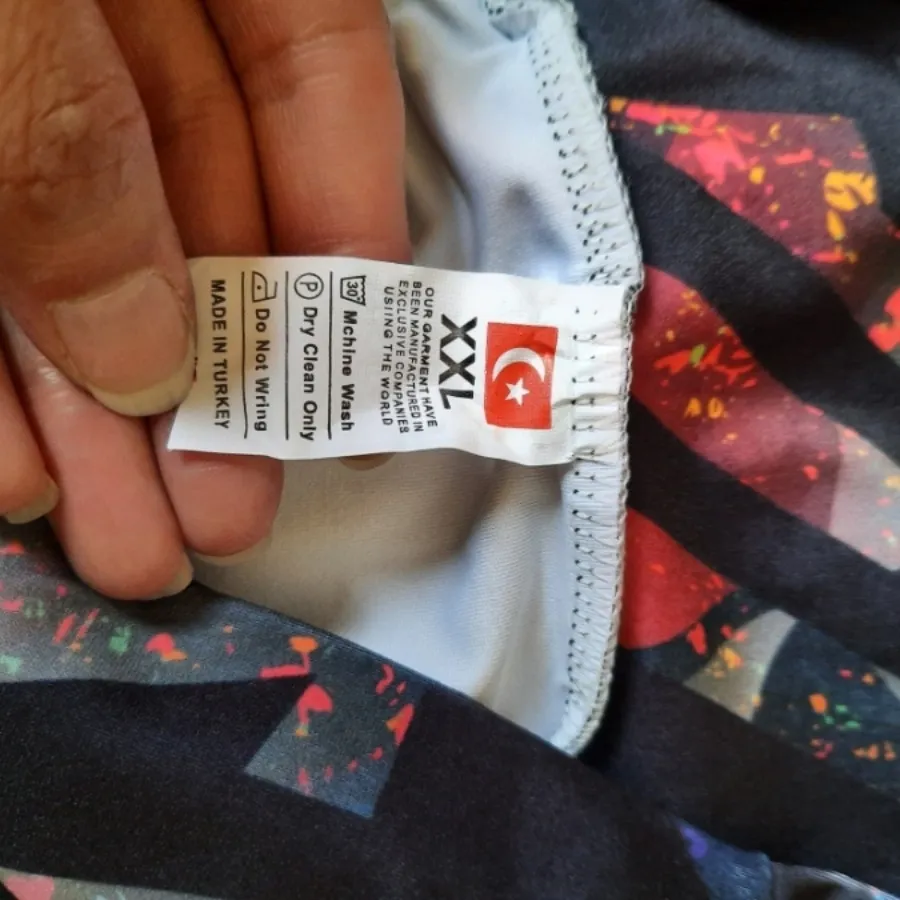 XXL
OUR GARMENT HAVE
BEEN MANUFACTURED IN
EXCLUSIVE COMPANIES
USIING THE WORLD
30° Mchine Wash
P Dry Clean Only
Do Not Wring
MADE IN TURKEY